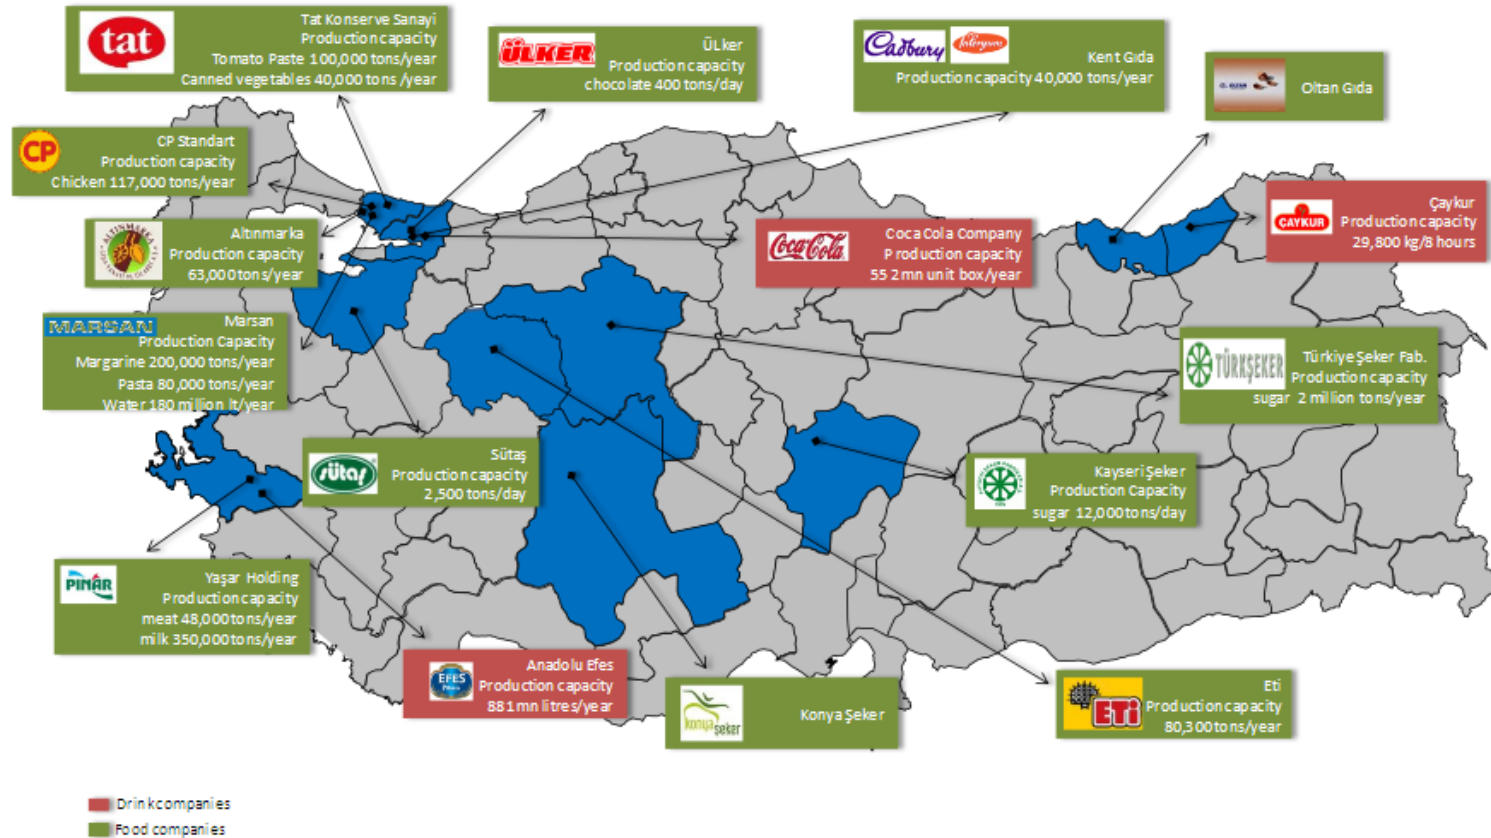 tat
Tat Konserve Sanayi
Production capacity
Tomato Paste 100,000 tons/year
Canned vegetables 40,000 tons /year
ÜLKER
ÜLker
Production capacity
chocolate 400 tons/day
Cadbury
Kent Gıda
Production capacity 40,000 tons/year
Oltan Gıda
CP
CP Standart
Production capacity
Chicken 117,000 tons/year
ÇAYKUR
Çaykur
Production capacity
29,800 kg/8 hours
ALTINMARKA
Altınmarka
Production capacity
63,000 tons/year
Coca-Cola
Coca Cola Company
Production capacity
55 2 mn unit box/year
MARSAN
Marsan
Production Capacity
Margarine 200,000 tons/year
Pasta 80,000 tons/year
Water 180 million lt/year
TÜRKŞEKER
Türkiye Şeker Fab.
Production capacity
sugar 2 million tons/year
sütaş
Sütaş
Production capacity
2,500 tons/day
Kayseri Şeker
Production Capacity
sugar 12,000 tons/day
PINAR
Yaşar Holding
Production capacity
meat 48,000 tons/year
milk 350,000 tons/year
EFES
Anadolu Efes
Production capacity
881 mn litres/year
konya şeker
Konya Şeker
ETİ
Eti
Production capacity
80,300 tons/year
Drink companies
Food companies